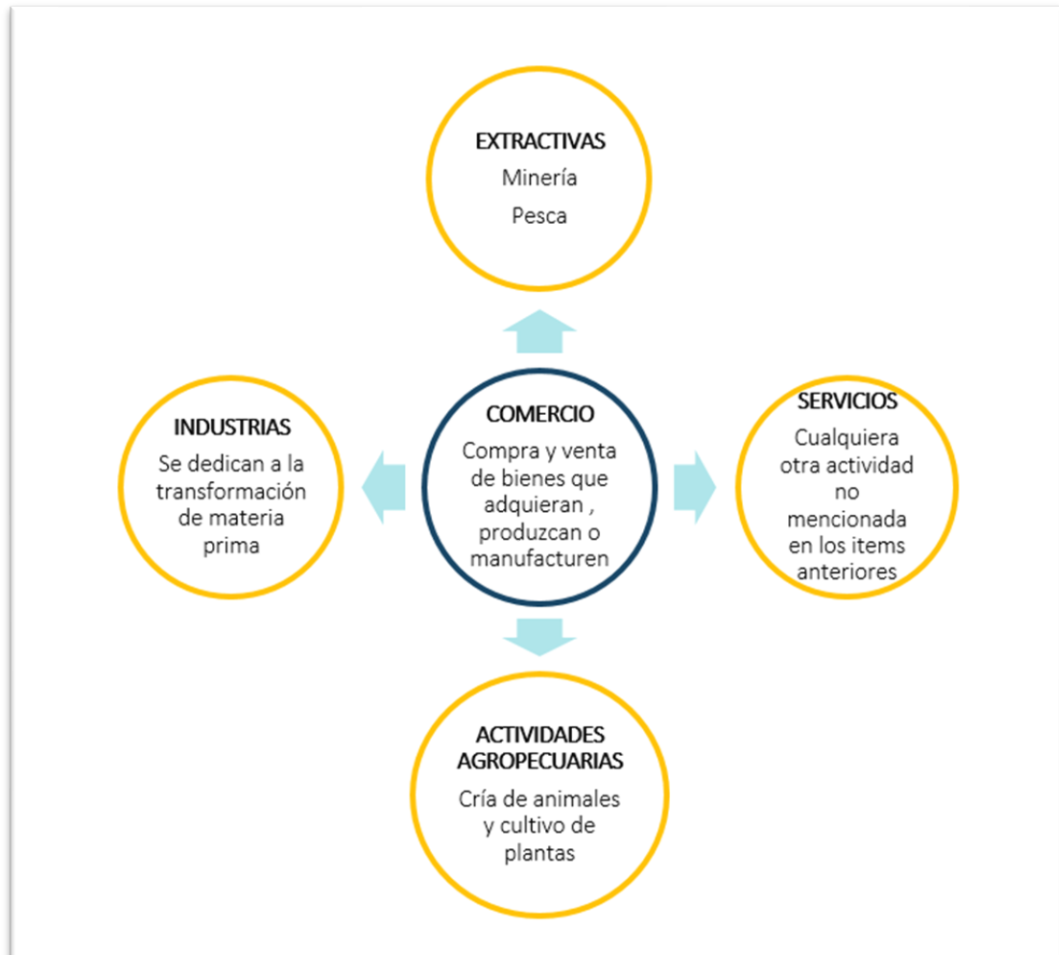 EXTRACTIVAS
Minería
Pesca
INDUSTRIAS
Se dedican a la
transformación
de materia
prima
COMERCIO
Compra y venta
de bienes que
adquieran ,
produzcan o
manufacturen
SERVICIOS
Cualquiera
otra actividad
no
mencionada
en los items
anteriores
ACTIVIDADES
AGROPECUARIAS
Cría de animales
y cultivo de
plantas